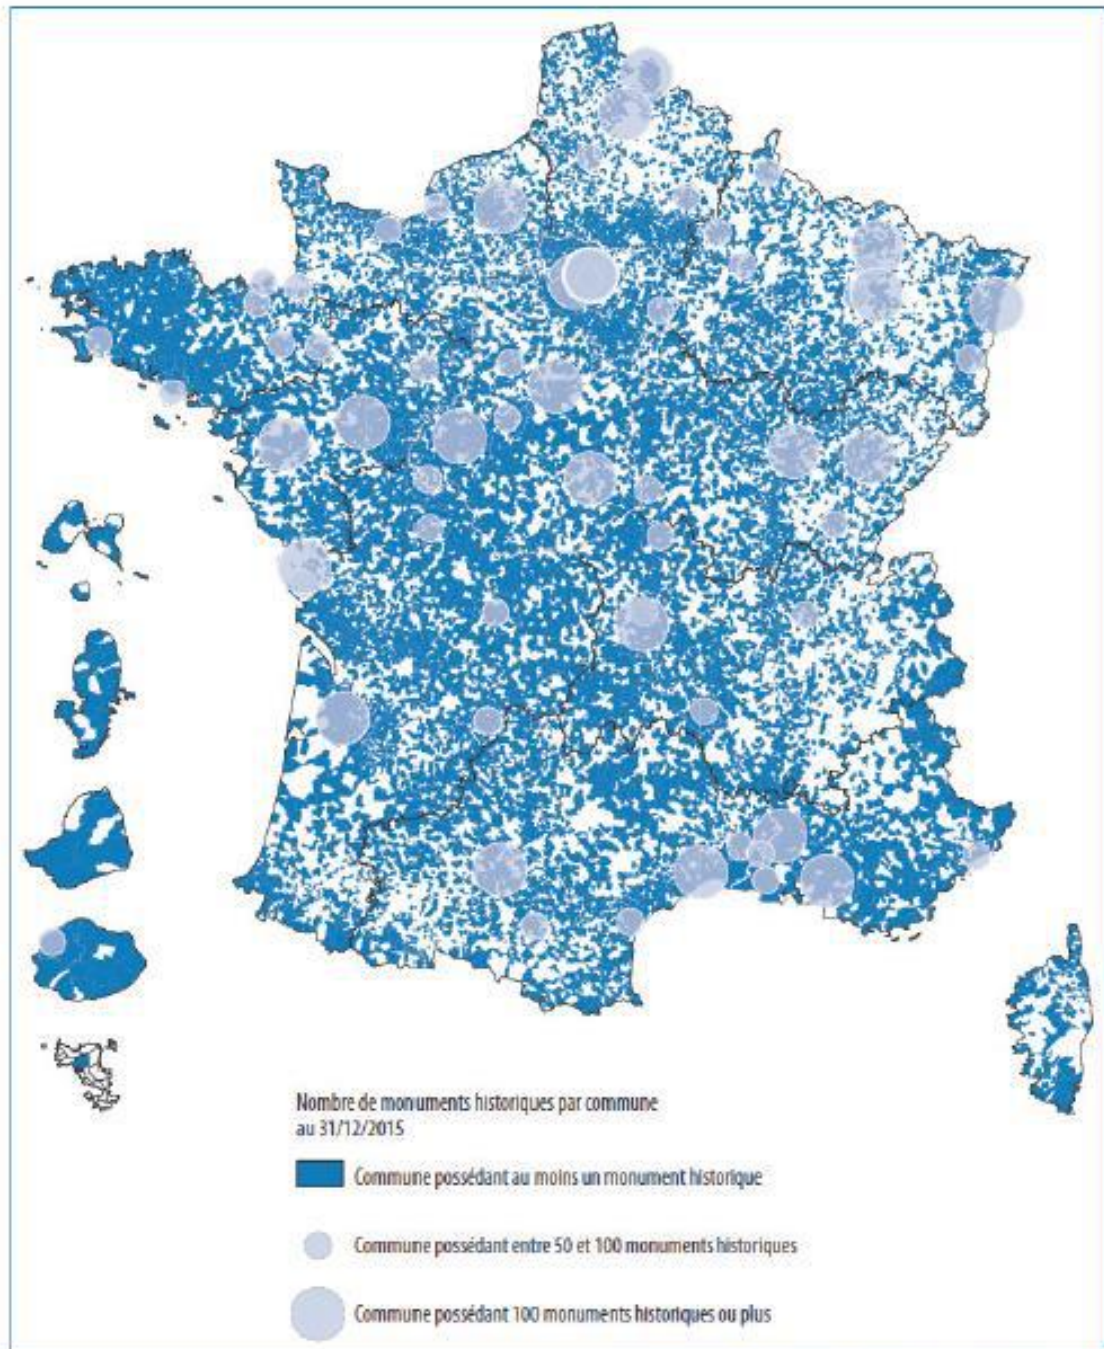 Nombre de monuments historiques par commune
au 31/12/2015
Commune possédant au moins un monument historique
Commune possédant entre 50 et 100 monuments historiques
Commune possédant 100 monuments historiques ou plus